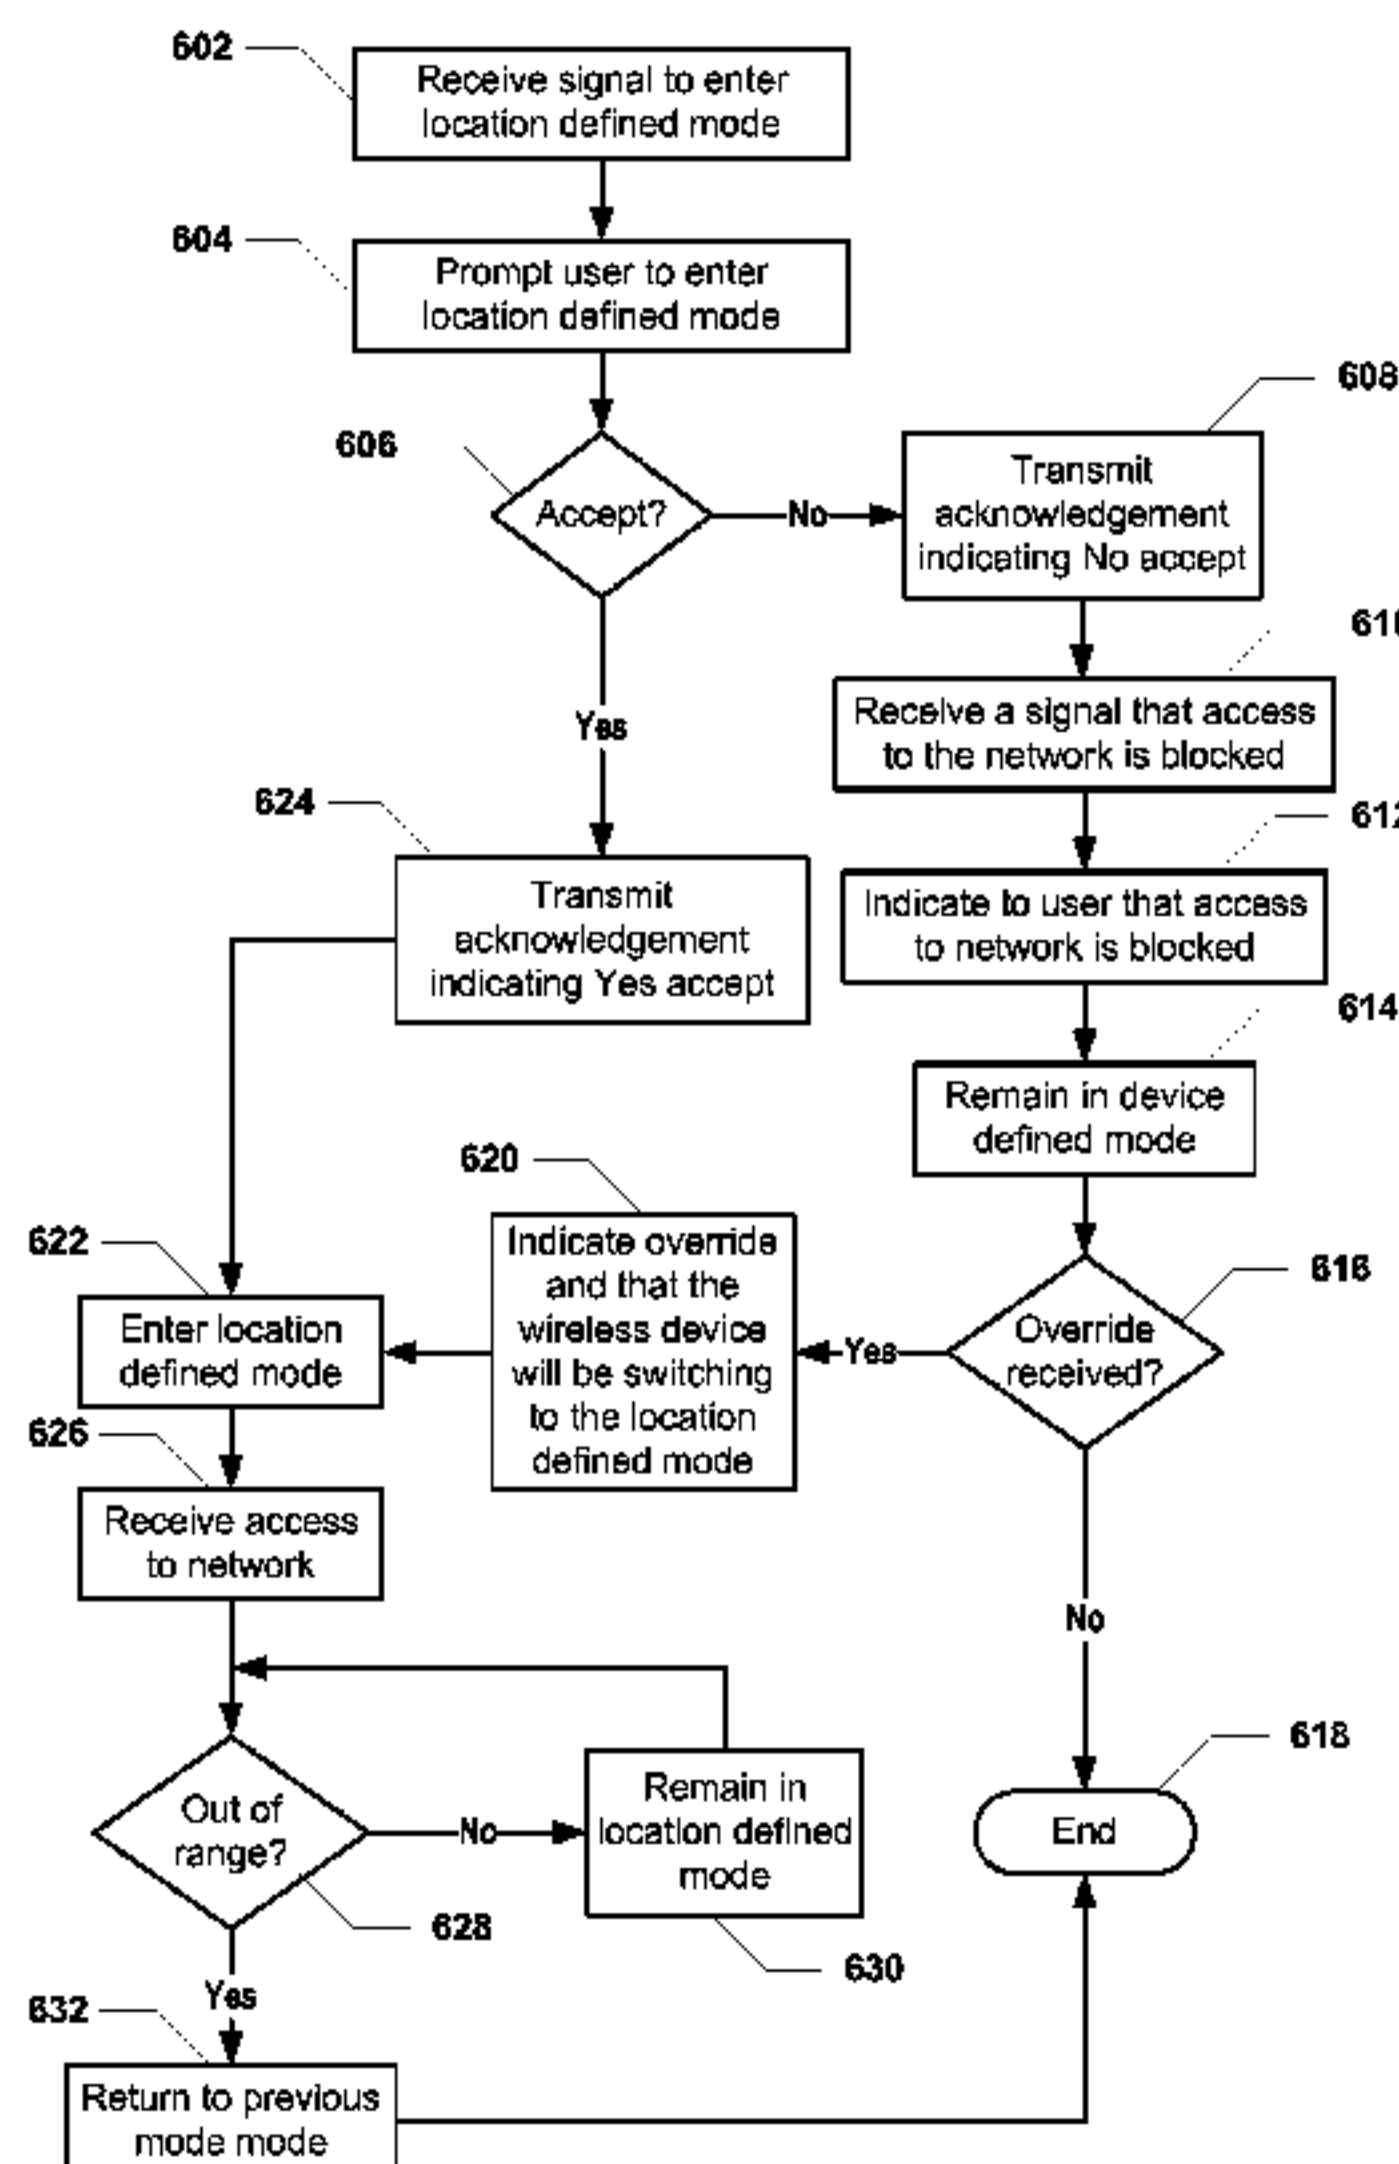 602
Receive signal to enter
location defined mode
604
Prompt user to enter
location defined mode
606
Accept?
No
608
Transmit
acknowledgement
indicating No accept
Receive a signal that access
to the network is blocked
612
Indicate to user that access
to network is blocked
614
Remain in device
defined mode
Yes
624
Transmit
acknowledgement
indicating Yes accept
616
Override
received?
Yes
620
Indicate override
and that the
wireless device
will be switching
to the location
defined mode
622
Enter location
defined mode
626
Receive access
to network
No
618
End
Out of
range?
628
No
Remain in
location defined
mode
630
Yes
632
Return to previous
mode mode